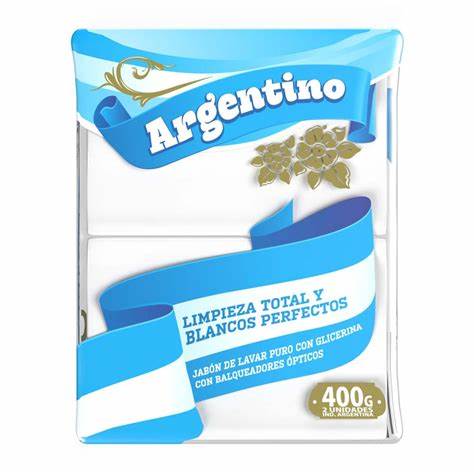 Argentino
LIMPIEZA TOTAL Y
BLANCOS PERFECTOS
JABÓN DE LAVAR PURO CON GLICERINA
CON BALQUEADORES ÓPTICOS
400G
2 UNIDADES
IND. ARGENTINA